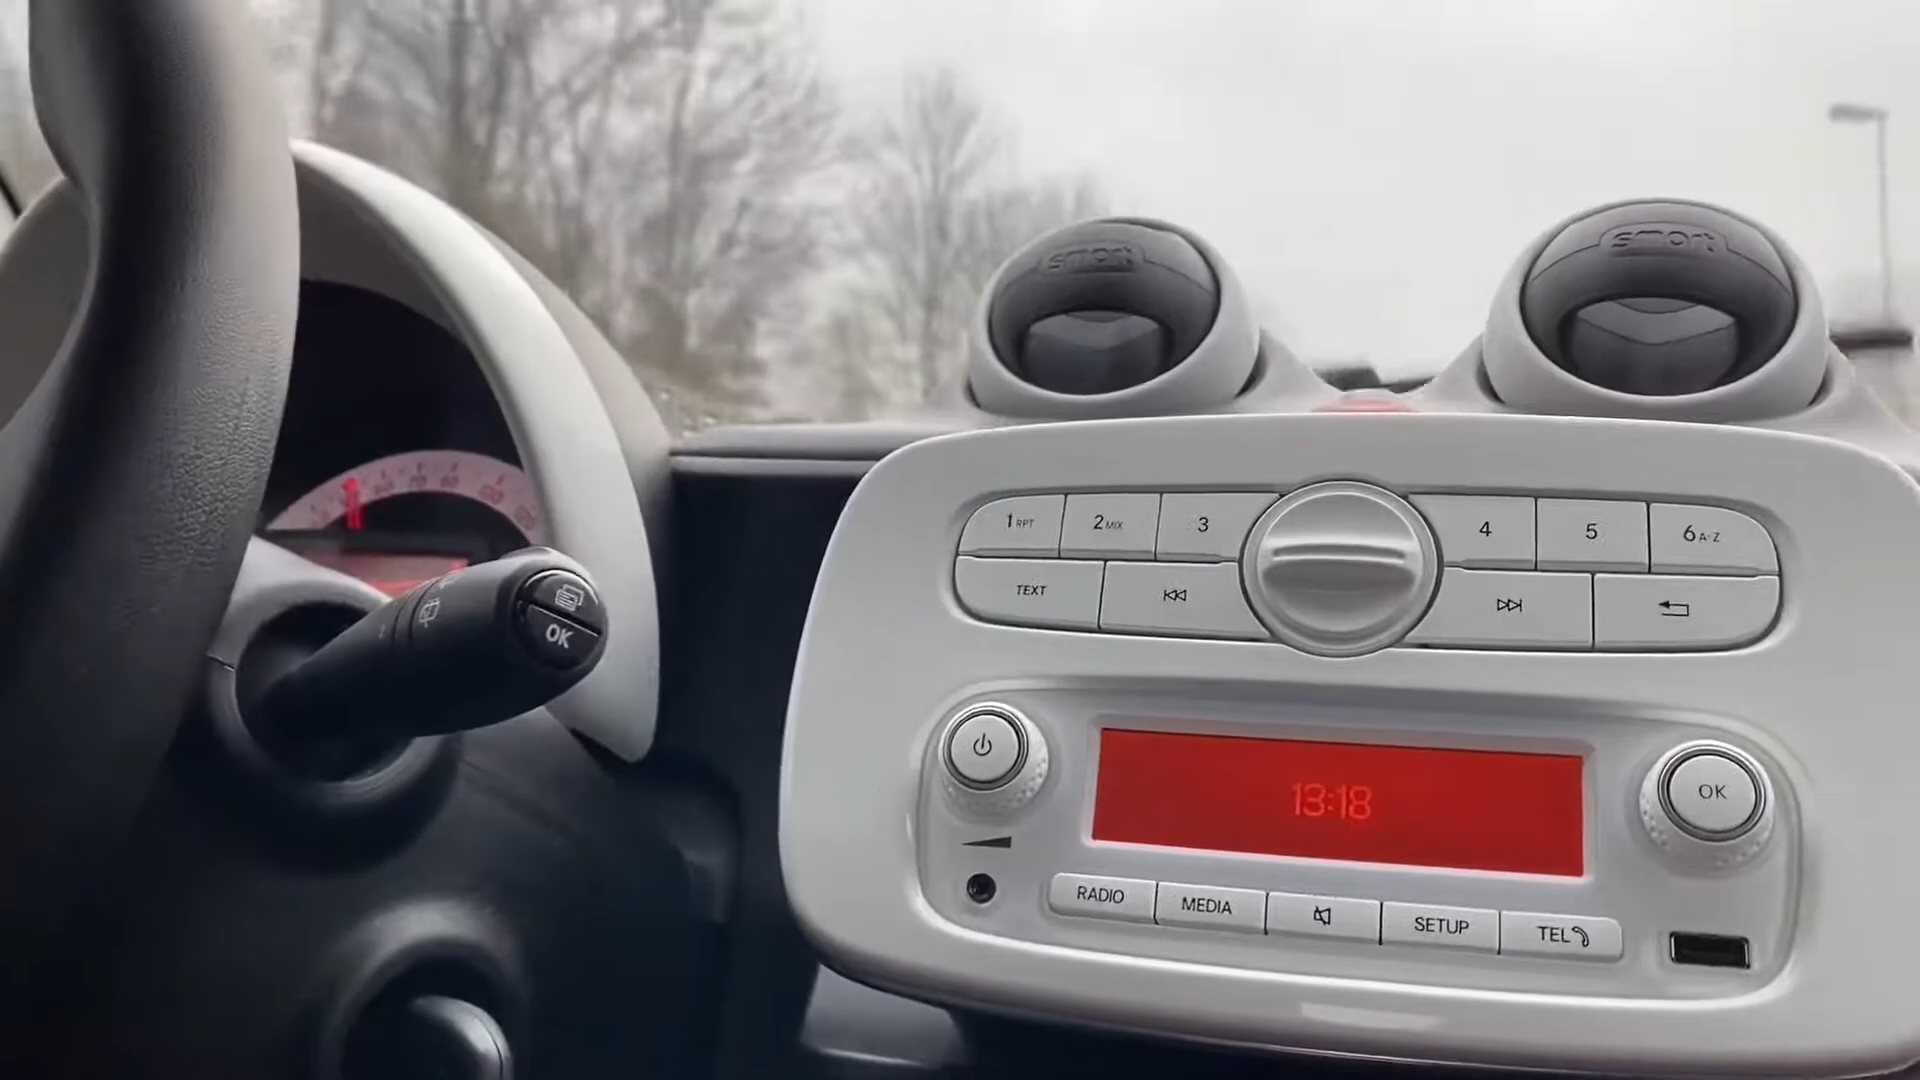 smart
smart
1 RPT
2 MIX
3
4
5
6 A-Z
TEXT
OK
13:18
OK
RADIO
MEDIA
SETUP
TEL